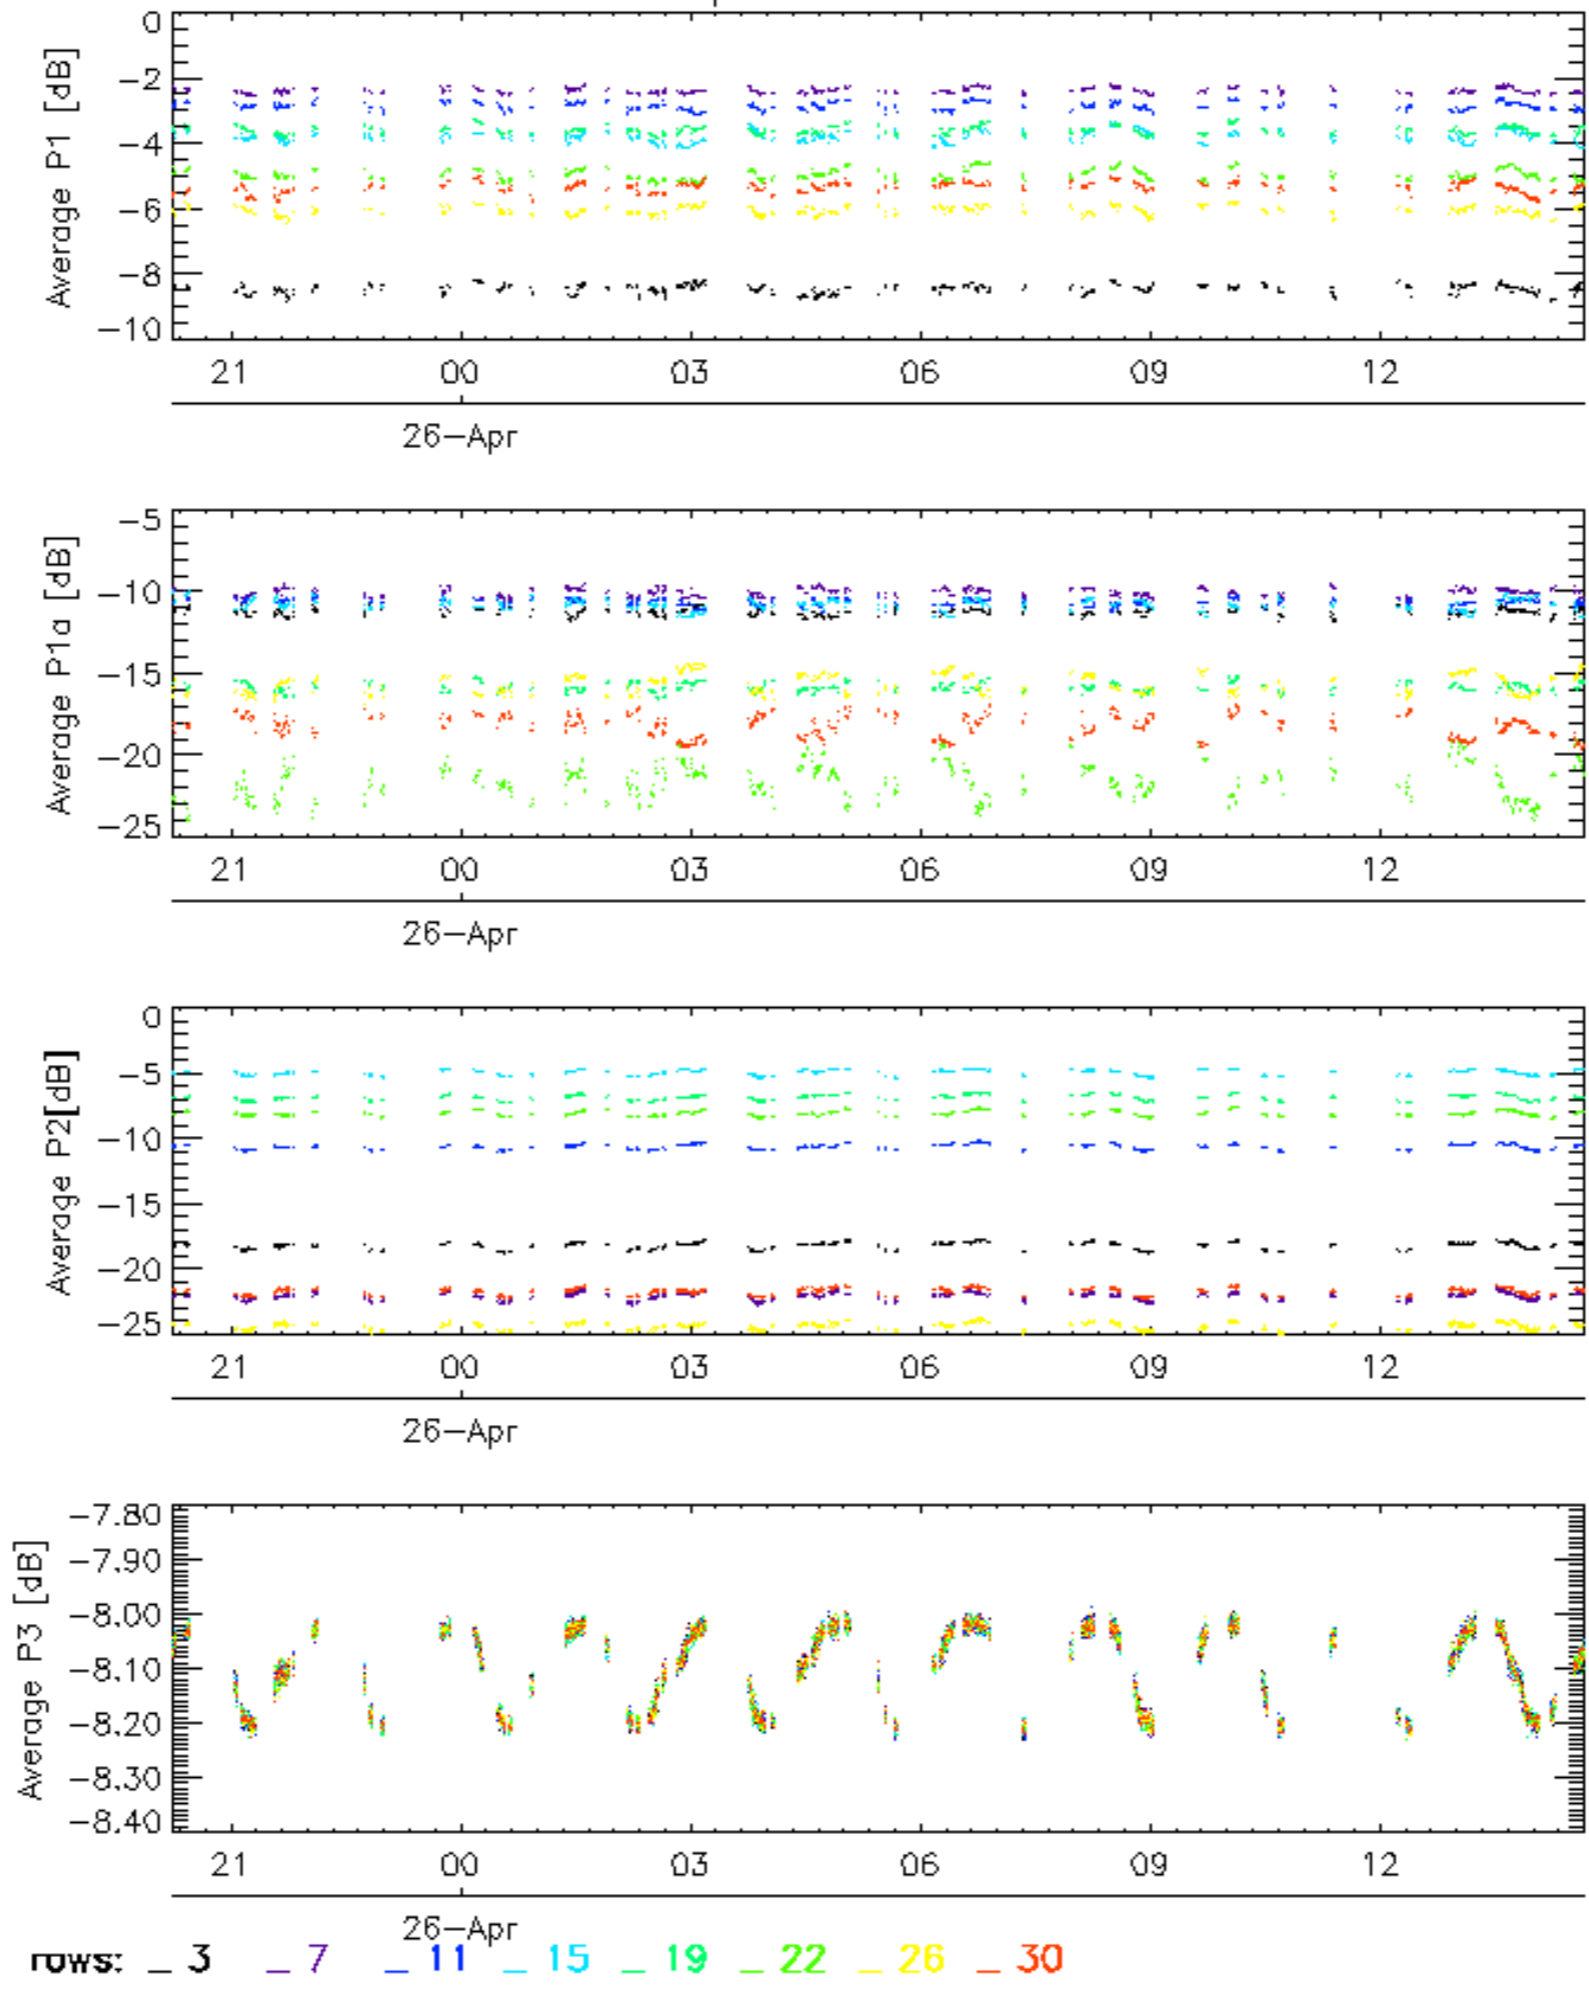 0
−2
−4
−6
−8
−10
Average P1 [dB]
21 00 03 06 09 12
26−Apr
−5
−10
−15
−20
−25
Average P1a [dB]
21 00 03 06 09 12
26−Apr
0
−5
−10
−15
−20
−25
Average P2[dB]
21 00 03 06 09 12
26−Apr
−7.80
−7.90
−8.00
−8.10
−8.20
−8.30
−8.40
Average P3 [dB]
21 00 03 06 09 12
26−Apr
rows: _ 3 _ 7 _ 11 _ 15 _ 19 _ 22 _ 26 _ 30